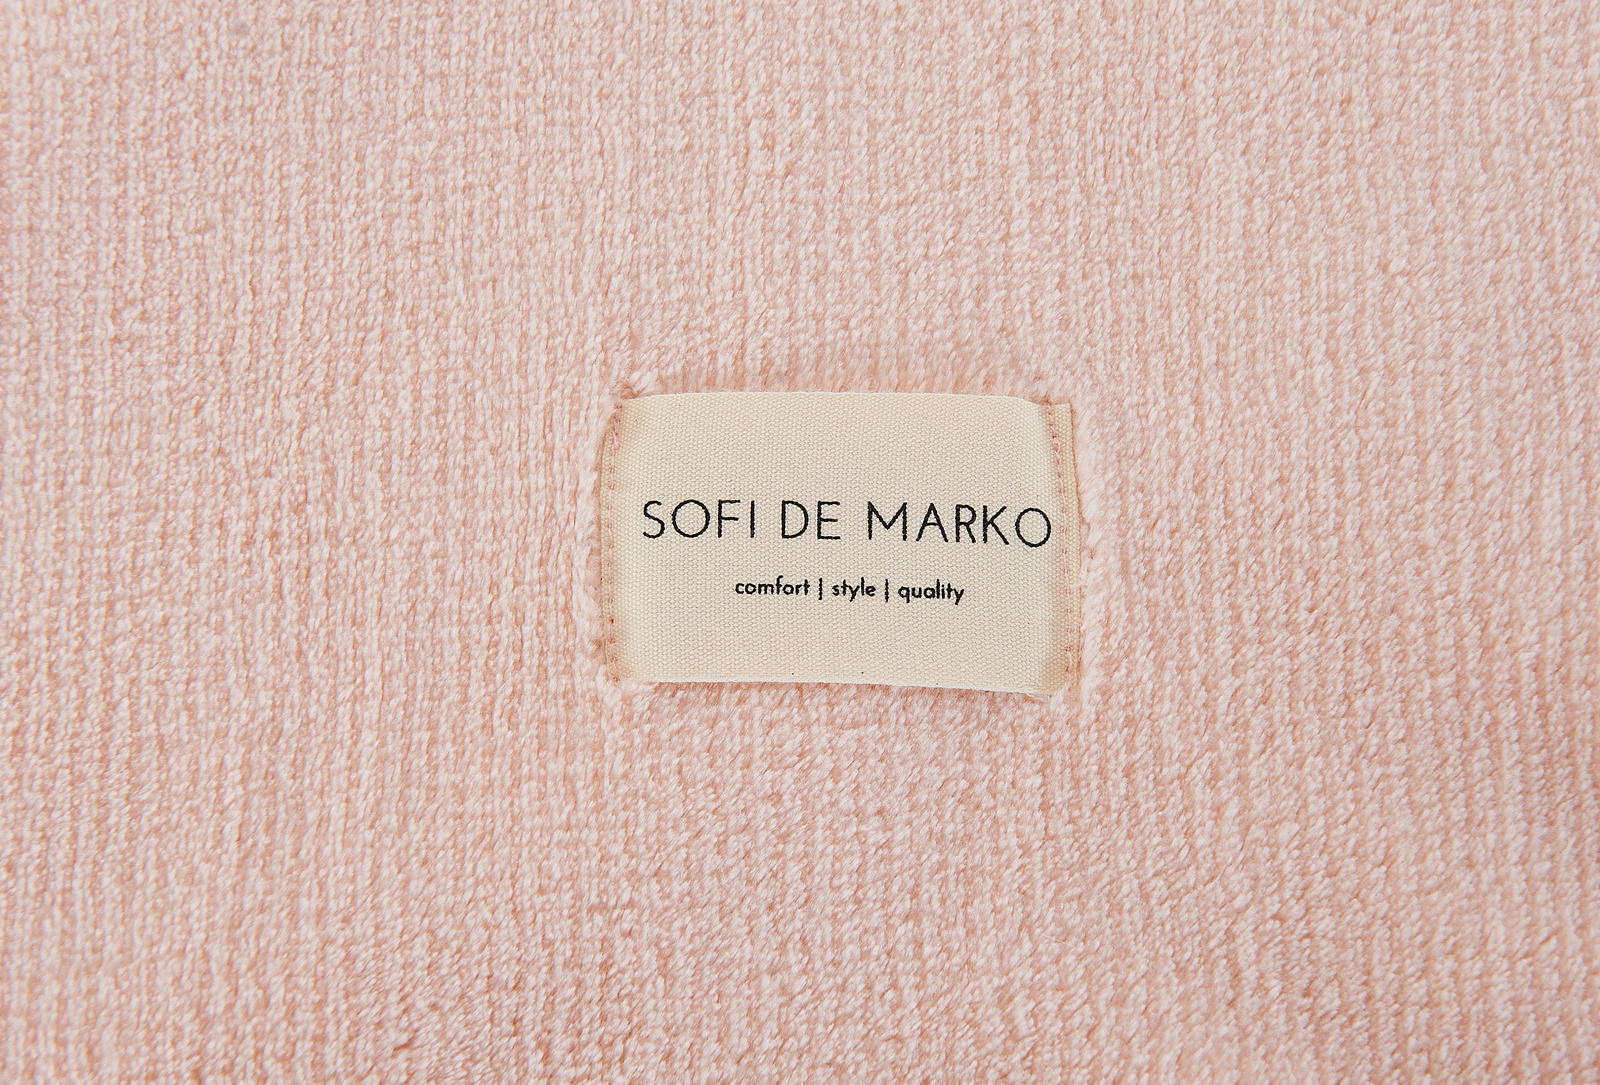 SOFI DE MARKO
comfort | style | quality